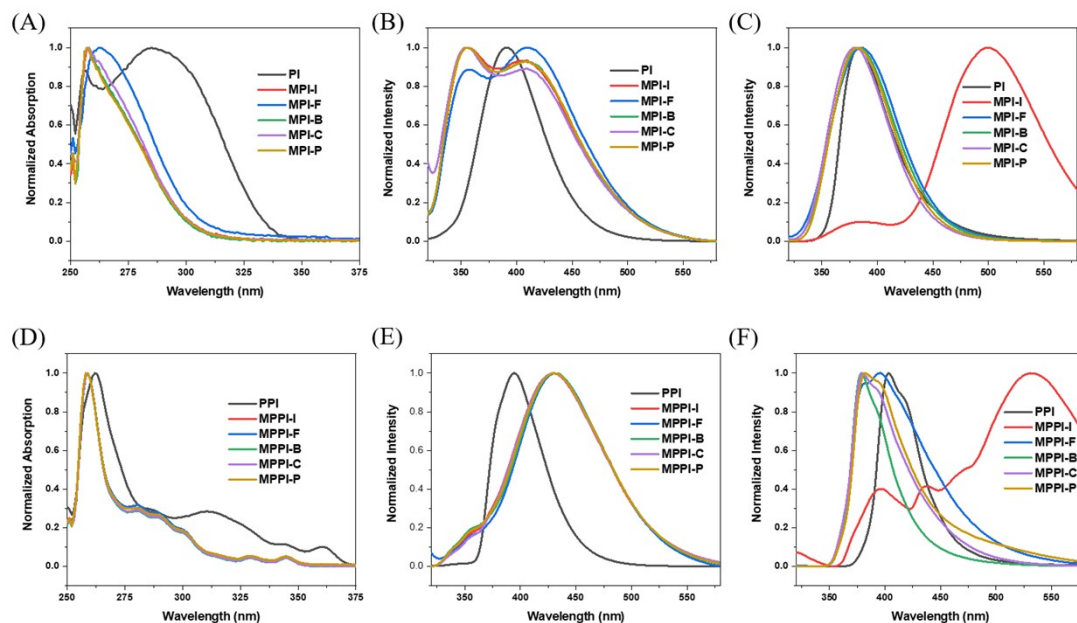 (A)
Normalized Absorption
1.0
0.8
0.6
0.4
0.2
0.0
250
275
300
325
350
375
Wavelength (nm)
PI
MPI-I
MPI-F
MPI-B
MPI-C
MPI-P
(B)
Normalized Intensity
1.0
0.8
0.6
0.4
0.2
0.0
350
400
450
500
550
Wavelength (nm)
PI
MPI-I
MPI-F
MPI-B
MPI-C
MPI-P
(C)
Normalized Intensity
1.0
0.8
0.6
0.4
0.2
0.0
350
400
450
500
550
Wavelength (nm)
PI
MPI-I
MPI-F
MPI-B
MPI-C
MPI-P
(D)
Normalized Absorption
1.0
0.8
0.6
0.4
0.2
0.0
250
275
300
325
350
375
Wavelength (nm)
PPI
MPPI-I
MPPI-F
MPPI-B
MPPI-C
MPPI-P
(E)
Normalized Intensity
1.0
0.8
0.6
0.4
0.2
0.0
350
400
450
500
550
Wavelength (nm)
PPI
MPPI-I
MPPI-F
MPPI-B
MPPI-C
MPPI-P
(F)
Normalized Intensity
1.0
0.8
0.6
0.4
0.2
0.0
350
400
450
500
550
Wavelength (nm)
PPI
MPPI-I
MPPI-F
MPPI-B
MPPI-C
MPPI-P